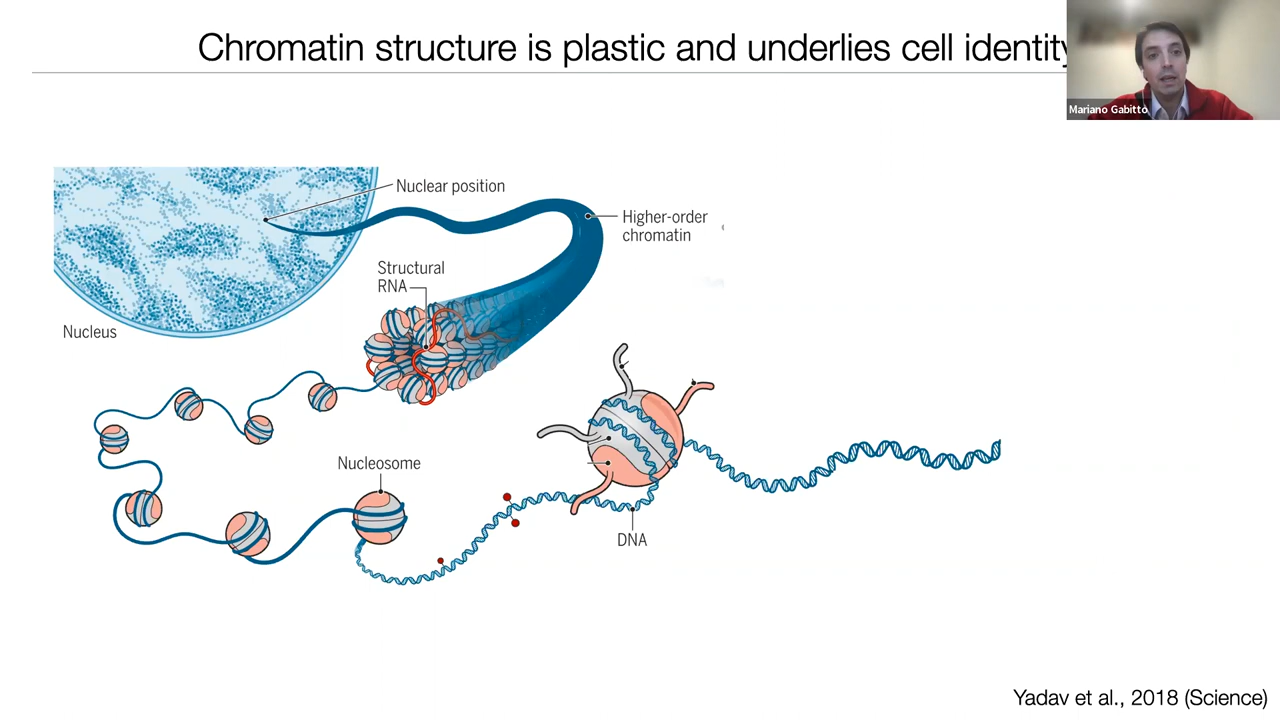 Chromatin structure is plastic and underlies cell identity
Mariano Gabitto
Nuclear position
Higher-order
chromatin
Structural
RNA
Nucleus
Nucleosome
DNA
Yadav et al., 2018 (Science)